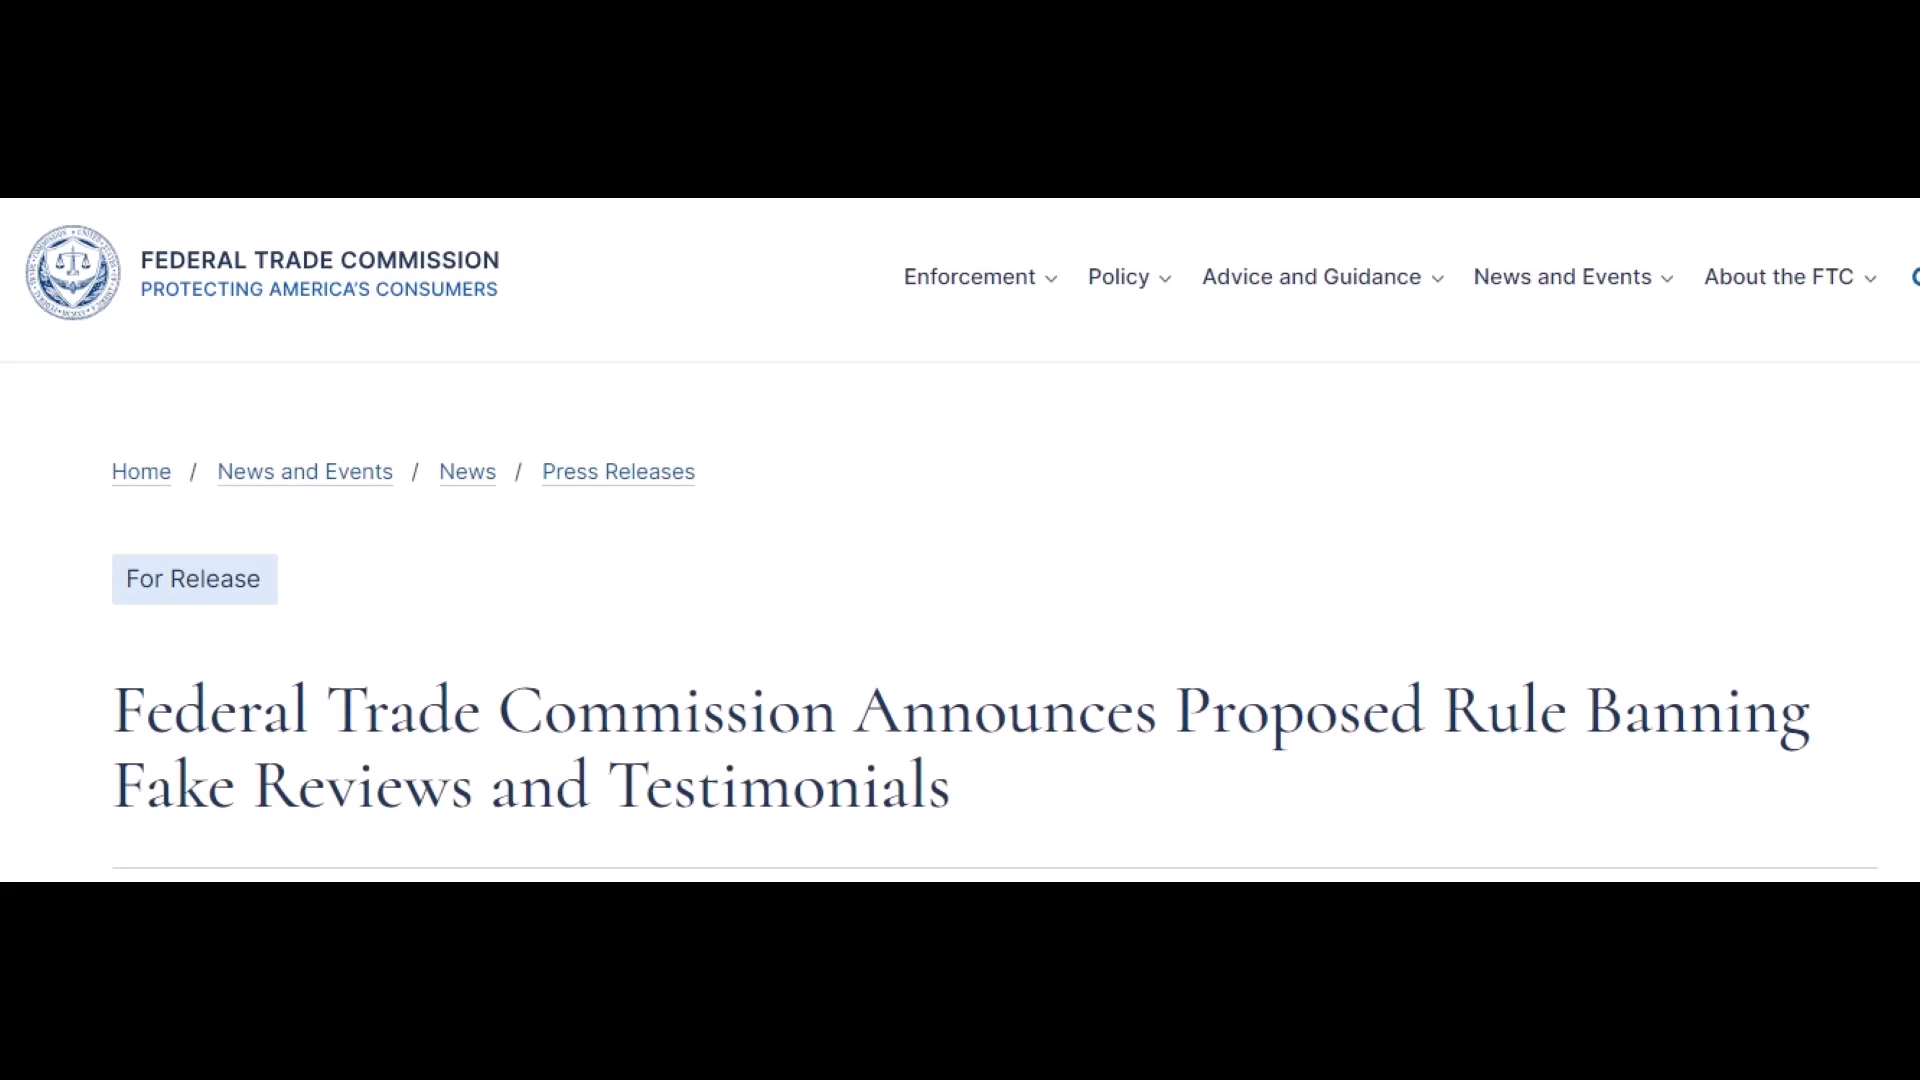 FEDERAL TRADE COMMISSION
PROTECTING AMERICA'S CONSUMERS
Enforcement Policy Advice and Guidance News and Events About the FTC
Home / News and Events / News / Press Releases
For Release
Federal Trade Commission Announces Proposed Rule Banning
Fake Reviews and Testimonials